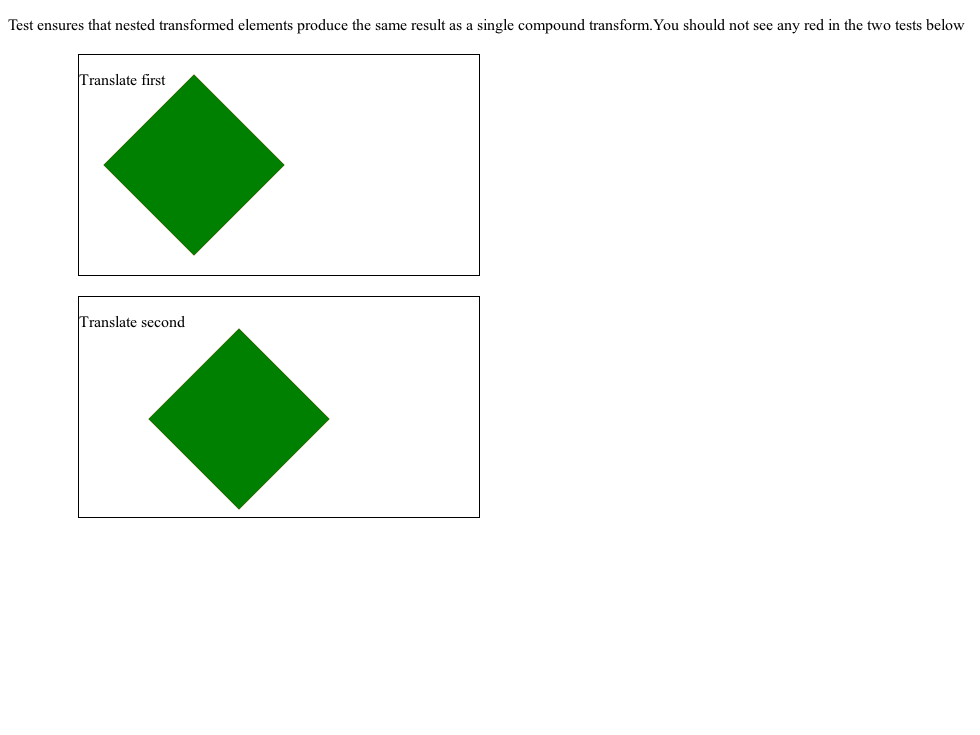 Test ensures that nested transformed elements produce the same result as a single compound transform.You should not see any red in the two tests below
Translate first
Translate second